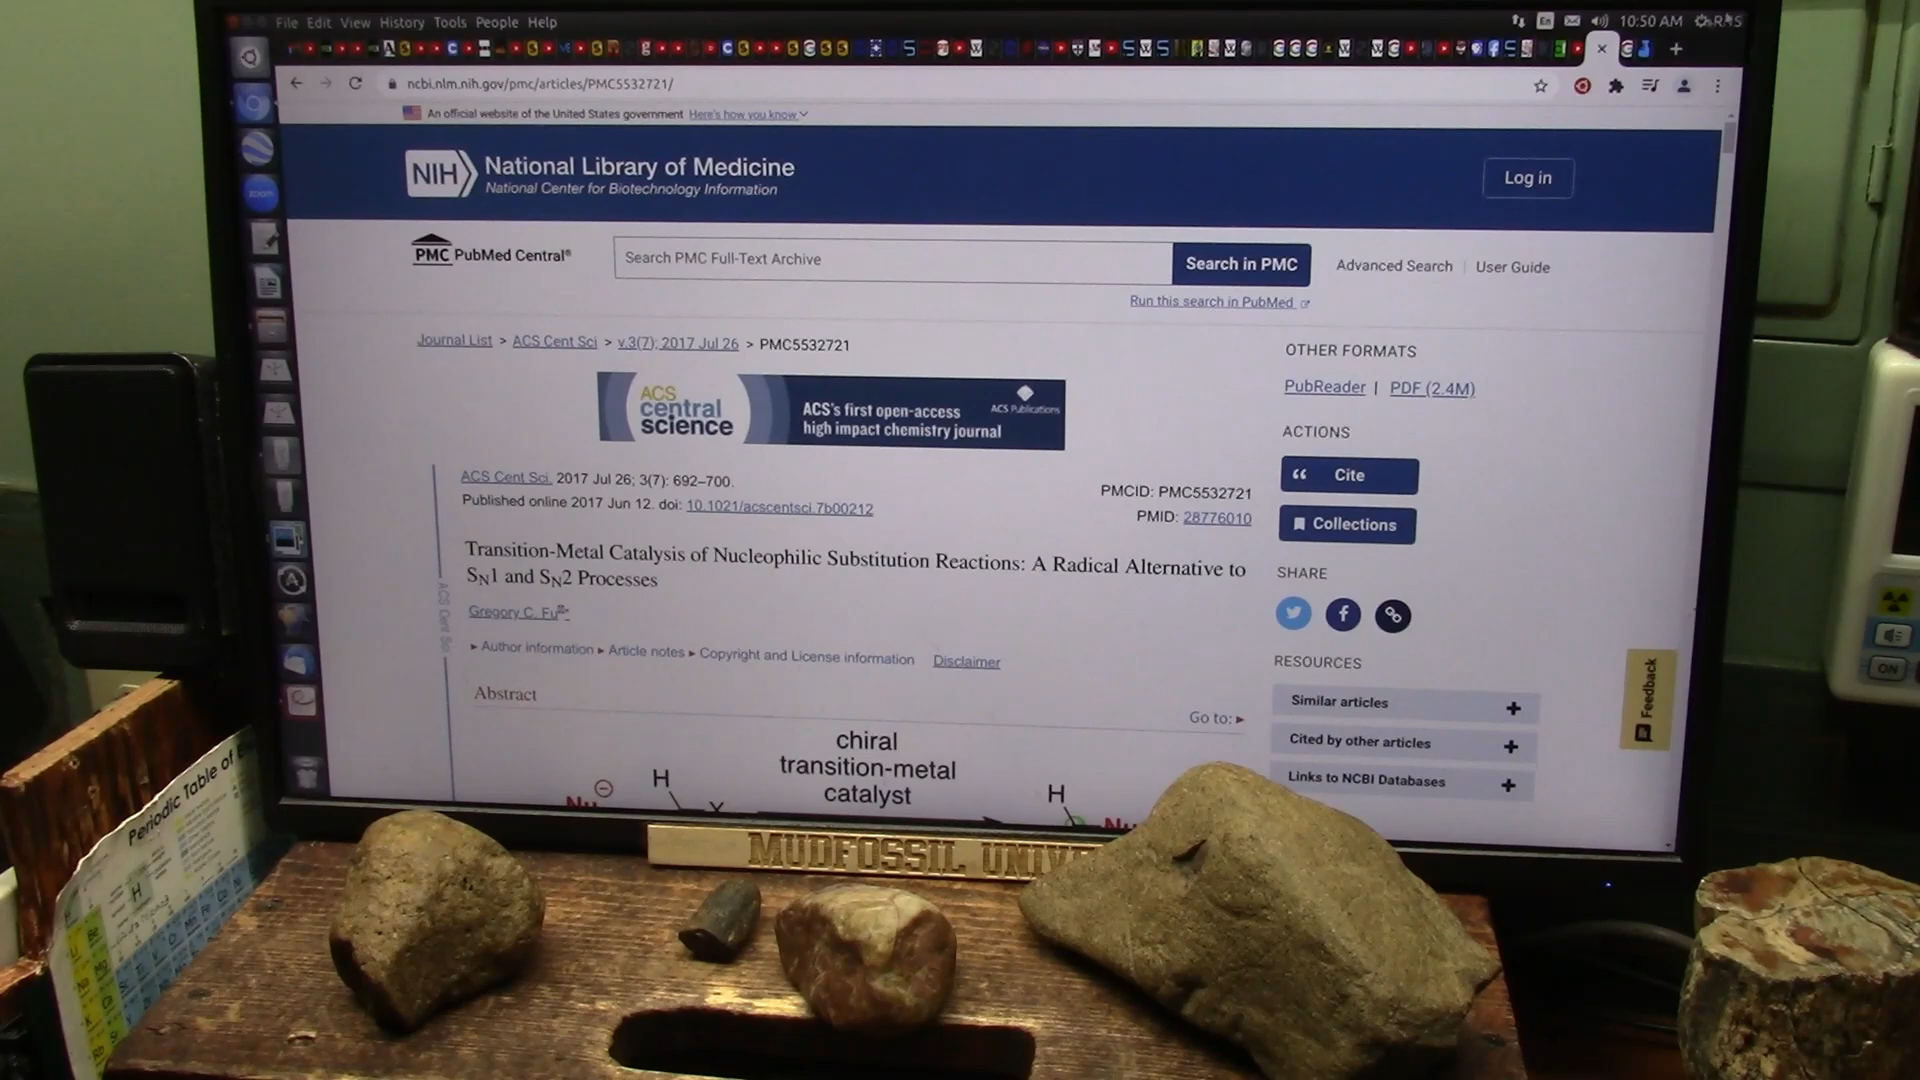 File Edit View History Tools People Help
En
10:50 AM
ncbi.nlm.nih.gov/pmc/articles/PMC5532721/
An official website of the United States government Here's how you know
NIH National Library of Medicine
National Center for Biotechnology Information
Log in
PMC PubMed Central®
Search PMC Full-Text Archive
Search in PMC
Advanced Search | User Guide
Run this search in PubMed
Journal List > ACS Cent Sci > v.3(7); 2017 Jul 26 > PMC5532721
ACS
central
science
ACS's first open-access
high impact chemistry journal
ACS Publications
ACS Cent Sci. 2017 Jul 26; 3(7): 692–700.
Published online 2017 Jun 12. doi: 10.1021/acscentsci.7b00212
PMCID: PMC5532721
PMID: 28776010
Transition-Metal Catalysis of Nucleophilic Substitution Reactions: A Radical Alternative to
SN1 and SN2 Processes
Gregory C. Fu
▸ Author information ▸ Article notes ▸ Copyright and License information Disclaimer
Abstract
Go to: ▸
chiral
transition-metal
catalyst
H
X
Nu
H
Nu
OTHER FORMATS
PubReader | PDF (2.4M)
ACTIONS
Cite
Collections
SHARE
RESOURCES
Similar articles
Cited by other articles
Links to NCBI Databases
Feedback
zoom
ACS Cent Sci
MUDFOSSIL UNIV
Periodic Table of
H
ON